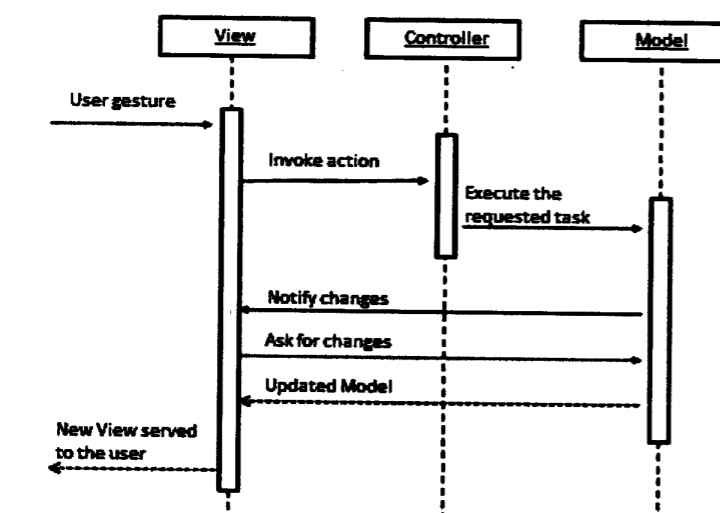 View
Controller
Model
User gesture
Invoke action
Execute the
requested task
Notify changes
Ask for changes
Updated Model
New View served
to the user